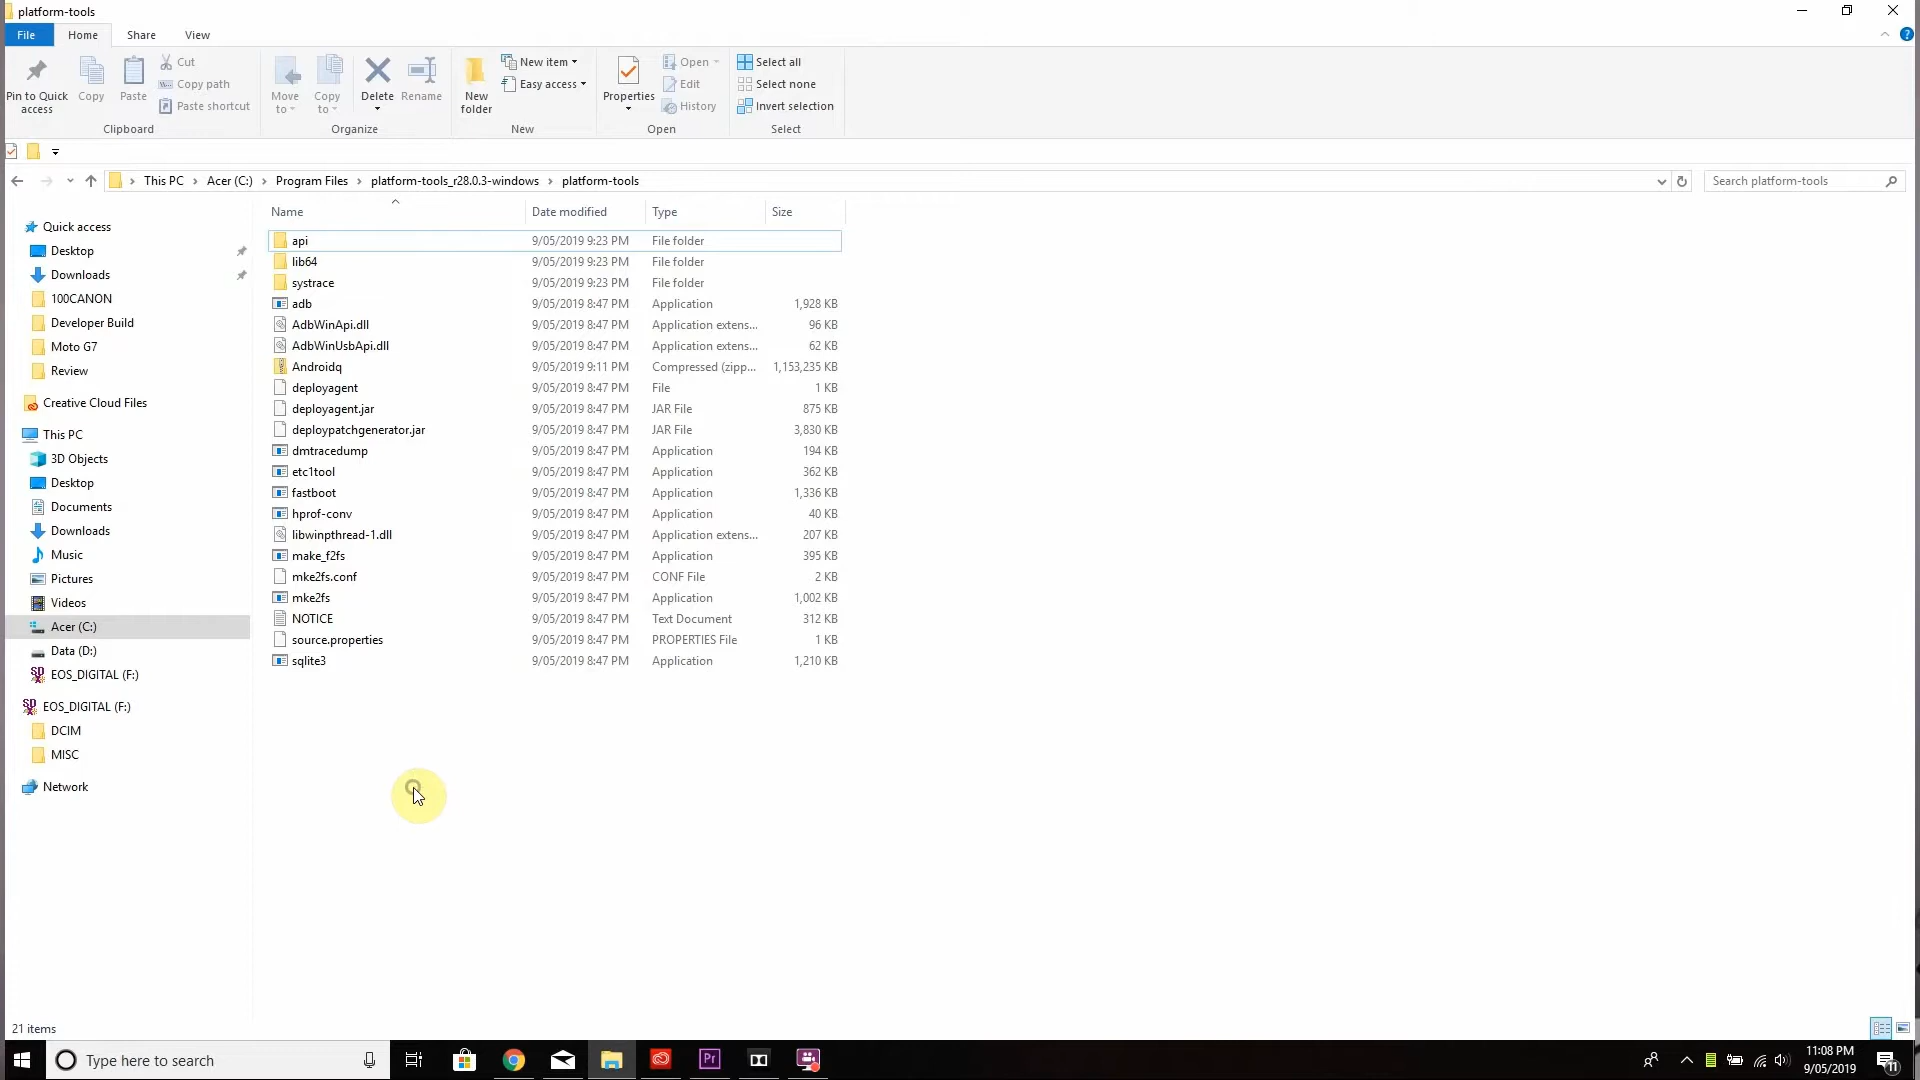 platform-tools
File Home Share View
Pin to Quick access
Copy
Paste
Cut
Copy path
Paste shortcut
Clipboard
Move to
Copy to
Delete
Rename
Organize
New folder
New item
Easy access
New
Properties
Open
Edit
History
Open
Select all
Select none
Invert selection
Select
This PC > Acer (C:) > Program Files > platform-tools_r28.0.3-windows > platform-tools
Search platform-tools
Name Date modified Type Size
Quick access
Desktop
Downloads
100CANON
Developer Build
Moto G7
Review
Creative Cloud Files
This PC
3D Objects
Desktop
Documents
Downloads
Music
Pictures
Videos
Acer (C:)
Data (D:)
EOS_DIGITAL (F:)
EOS_DIGITAL (F:)
DCIM
MISC
Network
api 9/05/2019 9:23 PM File folder
lib64 9/05/2019 9:23 PM File folder
systrace 9/05/2019 9:23 PM File folder
adb 9/05/2019 8:47 PM Application 1,928 KB
AdbWinApi.dll 9/05/2019 8:47 PM Application extens... 96 KB
AdbWinUsbApi.dll 9/05/2019 8:47 PM Application extens... 62 KB
Androidq 9/05/2019 9:11 PM Compressed (zipp... 1,153,235 KB
deployagent 9/05/2019 8:47 PM File 1 KB
deployagent.jar 9/05/2019 8:47 PM JAR File 875 KB
deploypatchgenerator.jar 9/05/2019 8:47 PM JAR File 3,830 KB
dmtracedump 9/05/2019 8:47 PM Application 194 KB
etc1tool 9/05/2019 8:47 PM Application 362 KB
fastboot 9/05/2019 8:47 PM Application 1,336 KB
hprof-conv 9/05/2019 8:47 PM Application 40 KB
libwinpthread-1.dll 9/05/2019 8:47 PM Application extens... 207 KB
make_f2fs 9/05/2019 8:47 PM Application 395 KB
mke2fs.conf 9/05/2019 8:47 PM CONF File 2 KB
mke2fs 9/05/2019 8:47 PM Application 1,002 KB
NOTICE 9/05/2019 8:47 PM Text Document 312 KB
source.properties 9/05/2019 8:47 PM PROPERTIES File 1 KB
sqlite3 9/05/2019 8:47 PM Application 1,210 KB
21 items
Type here to search
Pr
11:08 PM
9/05/2019
11